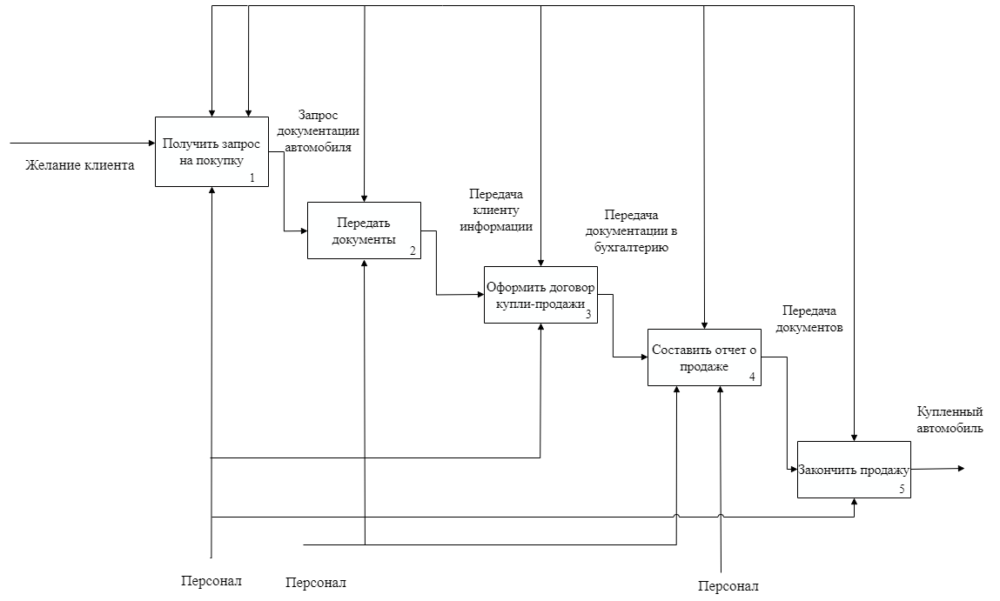 Запрос
документации
автомобиля
Получить запрос
на покупку
1
Желание клиента
Передать
документы
2
Передача
клиенту
информации
Передача
документации в
бухгалтерию
Оформить договор
купли-продажи
3
Передача
документов
Составить отчет о
продаже
4
Купленный
автомобиль
Закончить продажу
5
Персонал
Персонал
Персонал